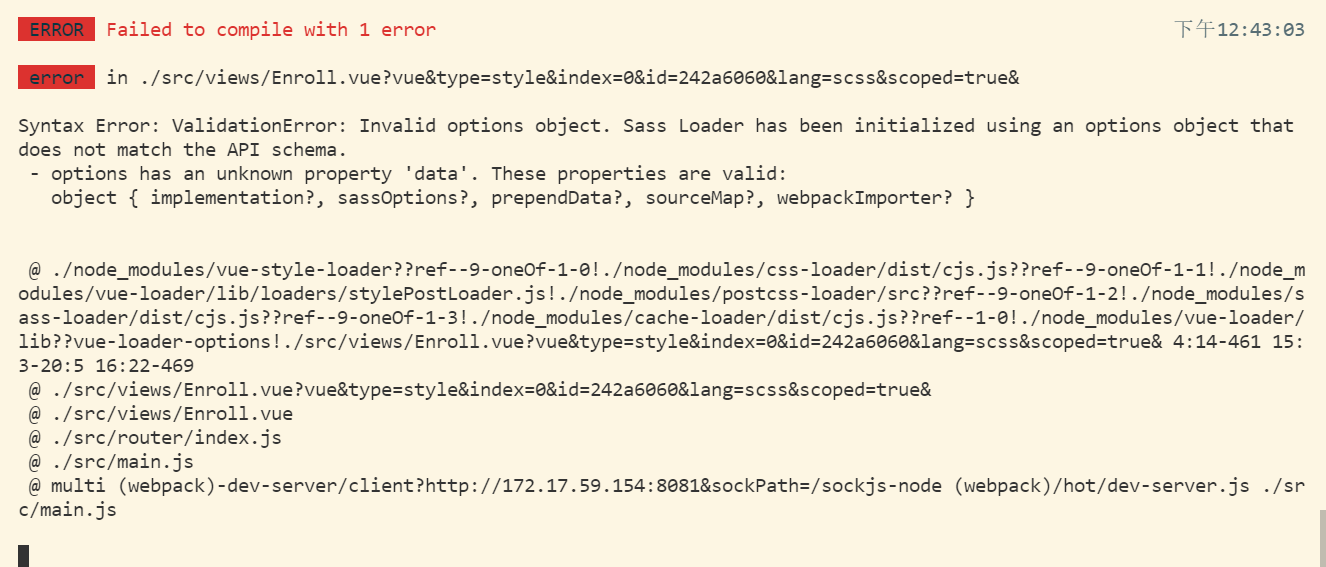 ERROR Failed to compile with 1 error 下午12:43:03
error in ./src/views/Enroll.vue?vue&type=style&index=0&id=242a6060&lang=scss&scoped=true&
Syntax Error: ValidationError: Invalid options object. Sass Loader has been initialized using an options object that
does not match the API schema.
- options has an unknown property 'data'. These properties are valid:
object { implementation?, sassOptions?, prependData?, sourceMap?, webpackImporter? }
@ ./node_modules/vue-style-loader??ref--9-oneOf-1-0!./node_modules/css-loader/dist/cjs.js??ref--9-oneOf-1-1!./node_m
odules/vue-loader/lib/loaders/stylePostLoader.js!./node_modules/postcss-loader/src??ref--9-oneOf-1-2!./node_modules/s
ass-loader/dist/cjs.js??ref--9-oneOf-1-3!./node_modules/cache-loader/dist/cjs.js??ref--1-0!./node_modules/vue-loader/
lib??vue-loader-options!./src/views/Enroll.vue?vue&type=style&index=0&id=242a6060&lang=scss&scoped=true& 4:14-461 15:
3-20:5 16:22-469
@ ./src/views/Enroll.vue?vue&type=style&index=0&id=242a6060&lang=scss&scoped=true&
@ ./src/views/Enroll.vue
@ ./src/router/index.js
@ ./src/main.js
@ multi (webpack)-dev-server/client?http://172.17.59.154:8081&sockPath=/sockjs-node (webpack)/hot/dev-server.js ./sr
c/main.js